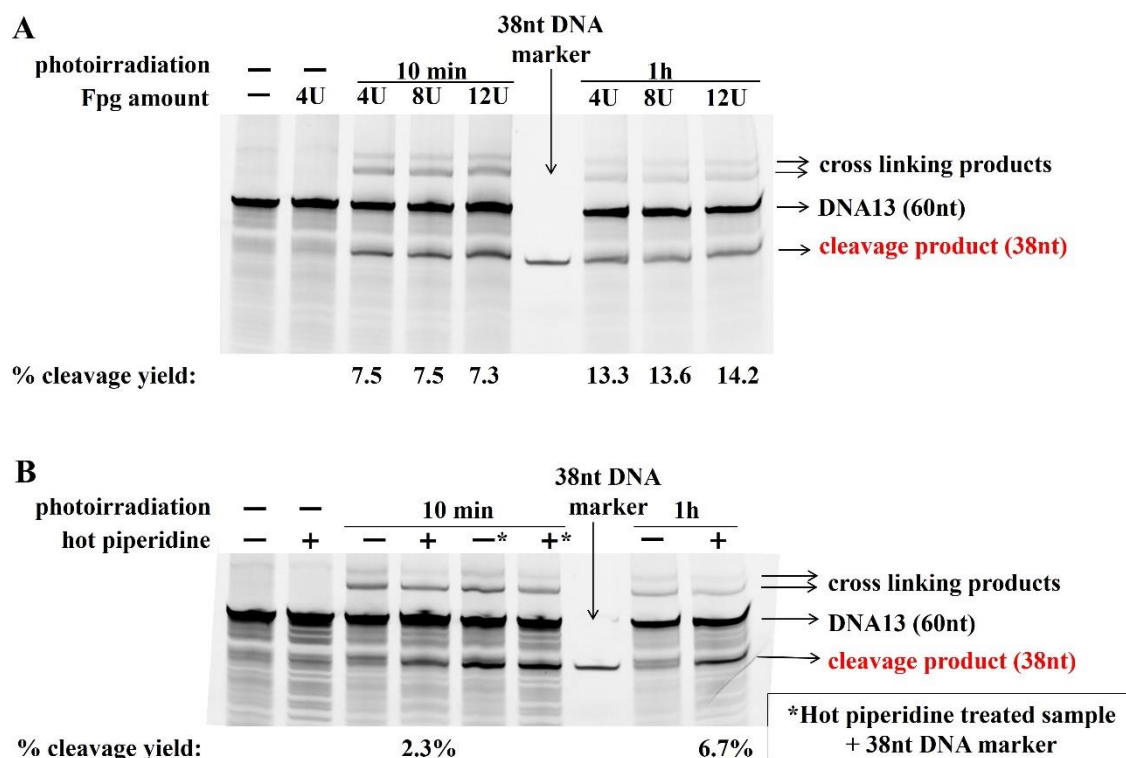 A
38nt DNA
marker
photoirradiation — — 10 min 1h
Fpg amount — 4U 4U 8U 12U 4U 8U 12U
cross linking products
DNA13 (60nt)
cleavage product (38nt)
% cleavage yield: 7.5 7.5 7.3 13.3 13.6 14.2
B
38nt DNA
marker
photoirradiation — — 10 min 1h
hot piperidine — + — + —* +* — +
cross linking products
DNA13 (60nt)
cleavage product (38nt)
*Hot piperidine treated sample
+ 38nt DNA marker
% cleavage yield: 2.3% 6.7%